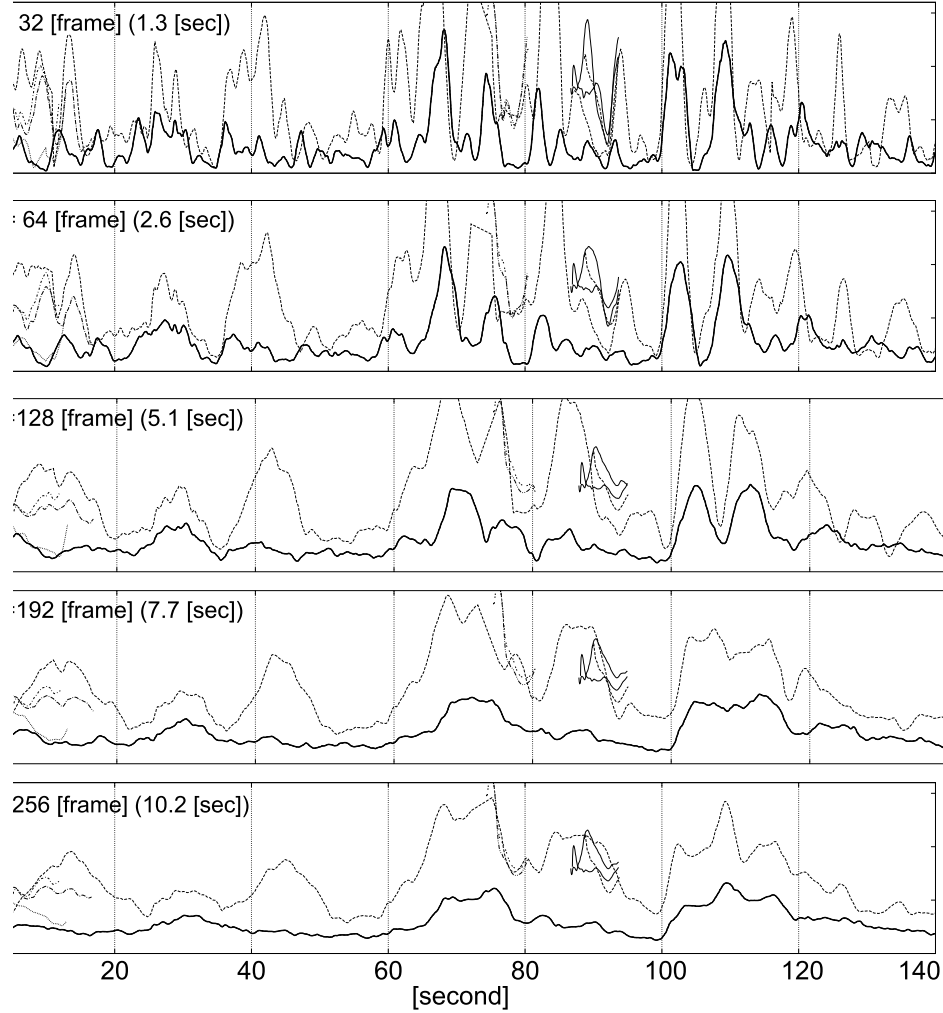 32 [frame] (1.3 [sec])
64 [frame] (2.6 [sec])
128 [frame] (5.1 [sec])
192 [frame] (7.7 [sec])
256 [frame] (10.2 [sec])
20 40 60 80 100 120 140
[second]